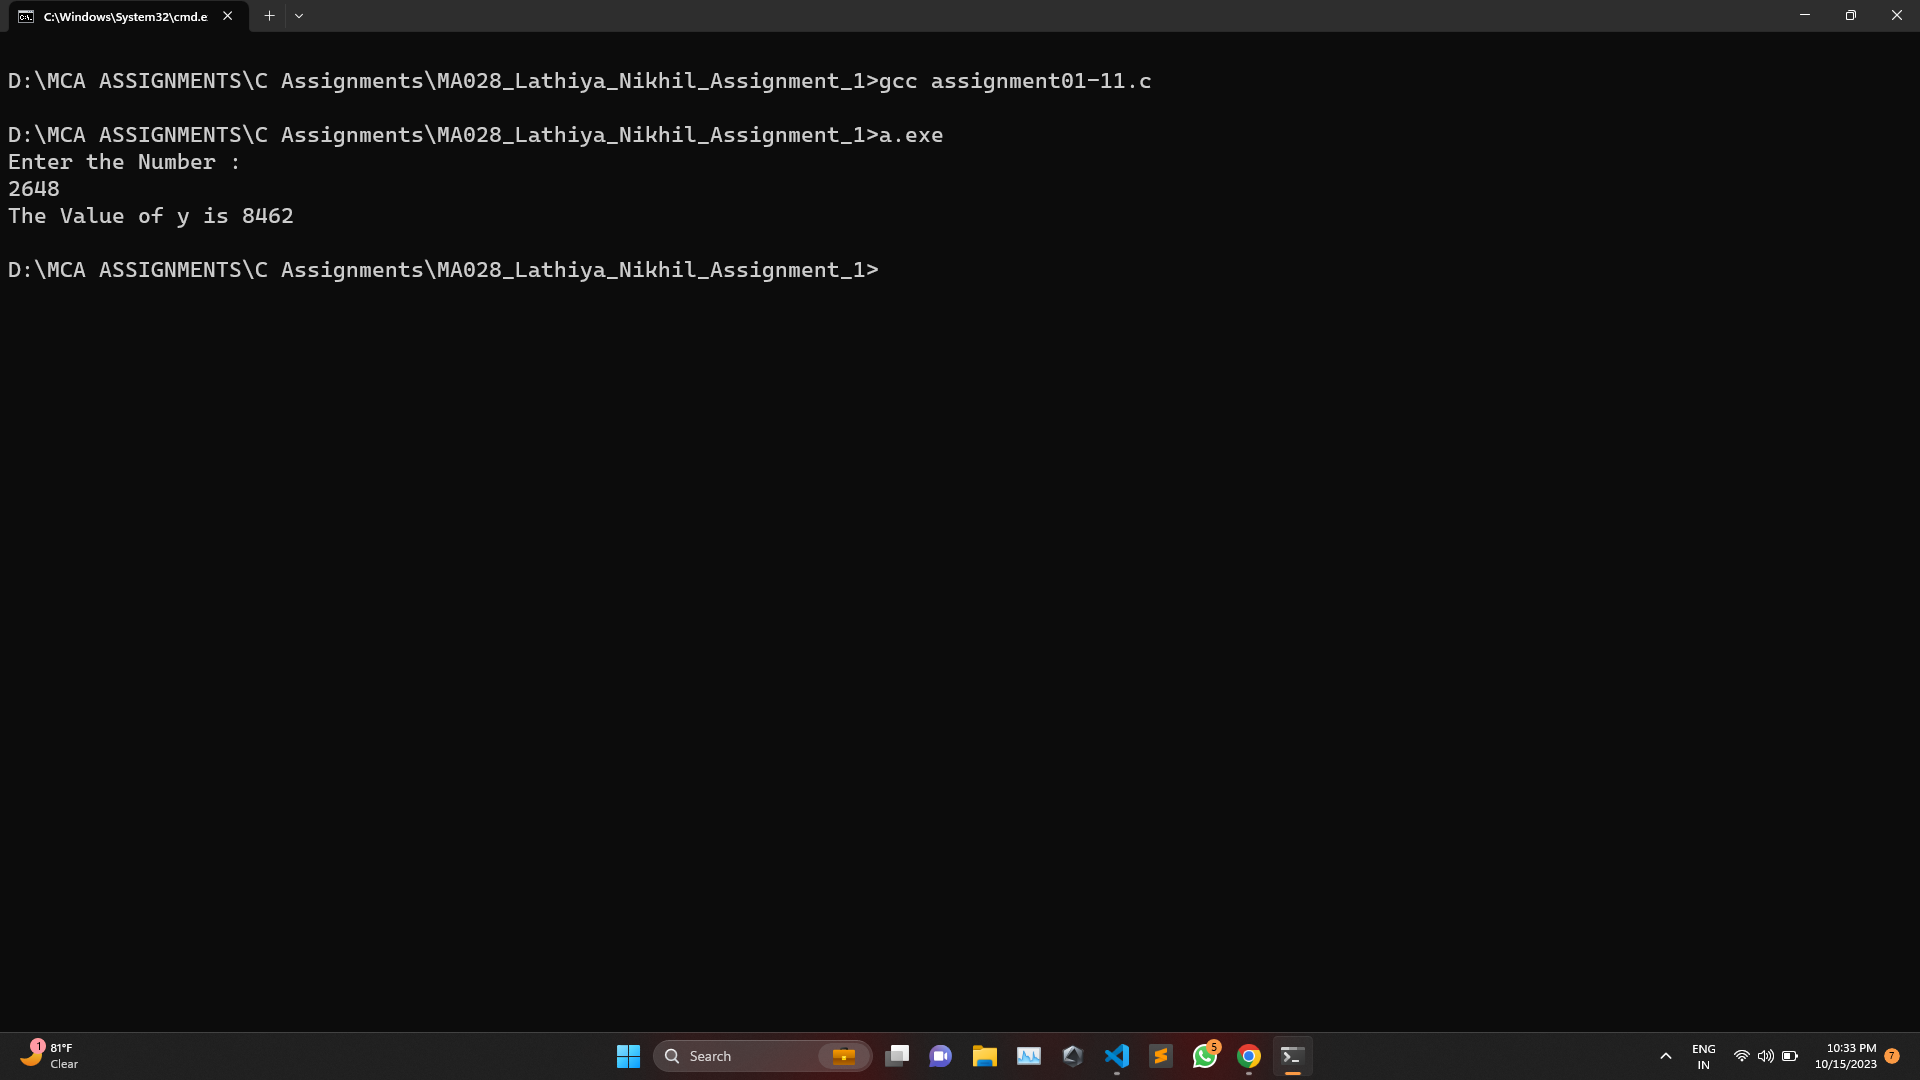 C:\Windows\System32\cmd.e
D:\MCA ASSIGNMENTS\C Assignments\MA028_Lathiya_Nikhil_Assignment_1>gcc assignment01-11.c
D:\MCA ASSIGNMENTS\C Assignments\MA028_Lathiya_Nikhil_Assignment_1>a.exe
Enter the Number :
2648
The Value of y is 8462
D:\MCA ASSIGNMENTS\C Assignments\MA028_Lathiya_Nikhil_Assignment_1>
1
81°F
Clear
Search
5
ENG
IN
10:33 PM
10/15/2023
7